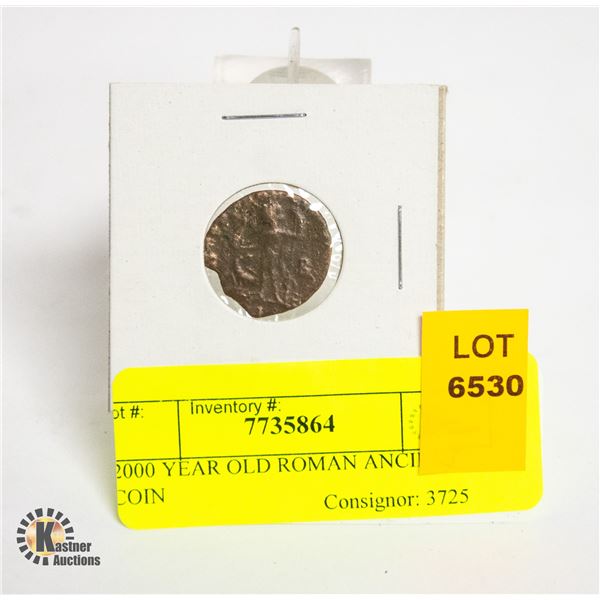 LOT
6530
ot #:
Inventory #:
7735864
2000 YEAR OLD ROMAN ANCI
COIN
Consignor: 3725
Kastner
Auctions